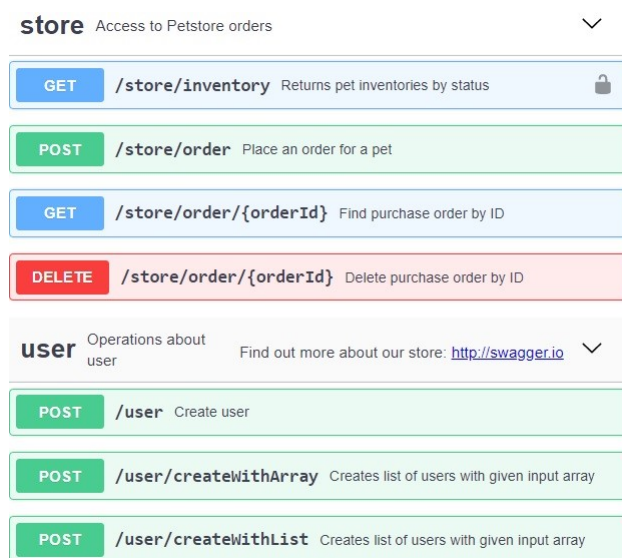 store Access to Petstore orders
GET /store/inventory Returns pet inventories by status
POST /store/order Place an order for a pet
GET /store/order/{orderId} Find purchase order by ID
DELETE /store/order/{orderId} Delete purchase order by ID
user Operations about user Find out more about our store: http://swagger.io
POST /user Create user
POST /user/createWithArray Creates list of users with given input array
POST /user/createWithList Creates list of users with given input array